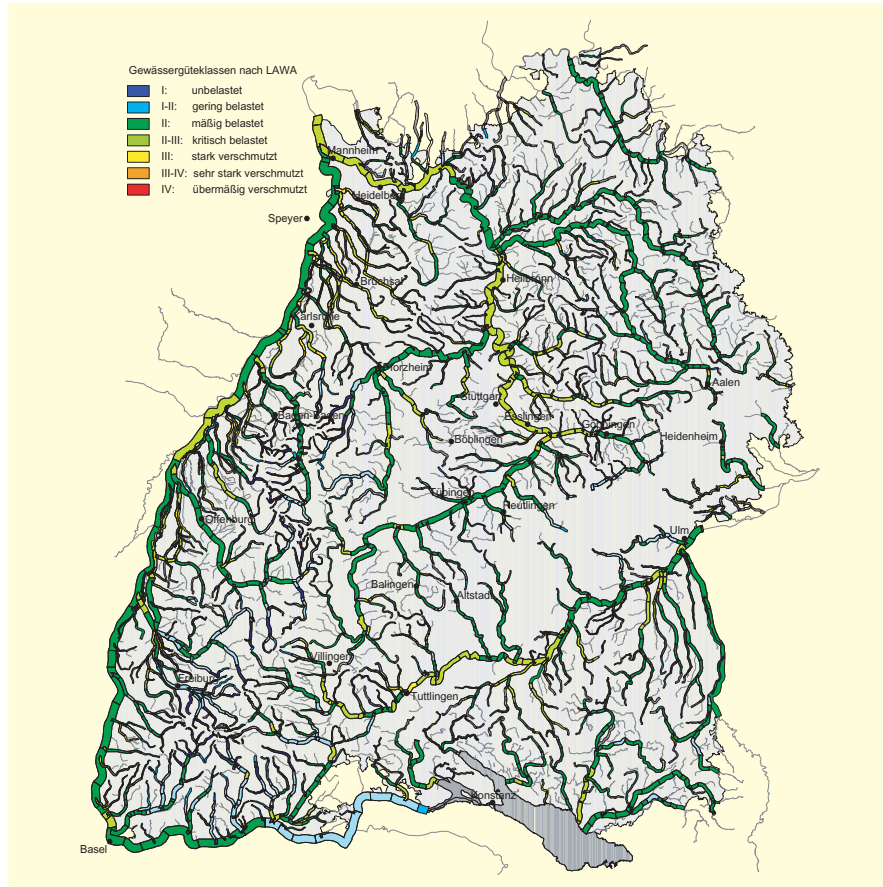 Gewässergüteklassen nach LAWA
I: unbelastet
I-II: gering belastet
II: mäßig belastet
II-III: kritisch belastet
III: stark verschmutzt
III-IV: sehr stark verschmutzt
IV: übermäßig verschmutzt
Mannheim
Heidelberg
Speyer
Bruchsal
Heilbronn
Karlsruhe
Pforzheim
Aalen
Stuttgart
Baden-Baden
Esslingen
Göppingen
Böblingen
Heidenheim
Tübingen
Reutlingen
Offenburg
Ulm
Balingen
Altstadt
Villingen
Freiburg
Tuttlingen
Konstanz
Basel